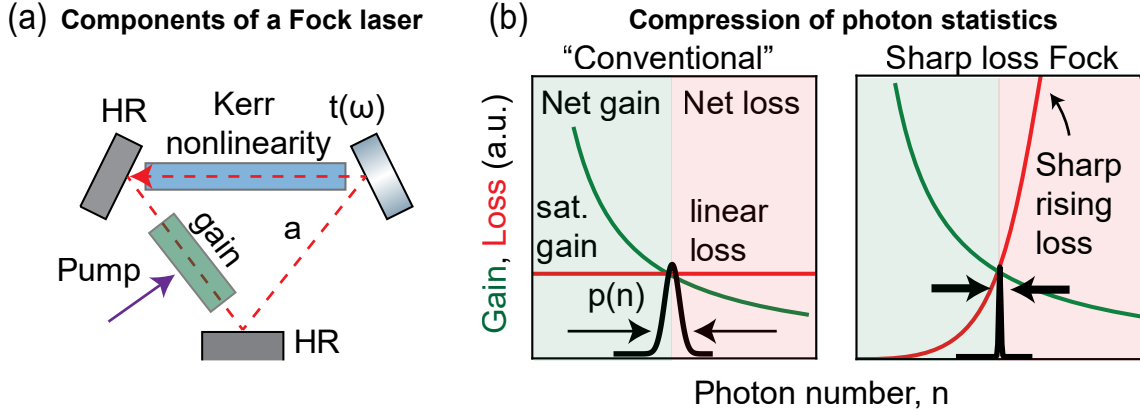 (a) Components of a Fock laser
HR
Kerr
nonlinearity
t(ω)
gain
a
Pump
HR
(b) Compression of photon statistics
“Conventional”
Sharp loss Fock
Gain, Loss (a.u.)
Net gain
Net loss
sat.
gain
linear
loss
p(n)
Sharp
rising
loss
Photon number, n